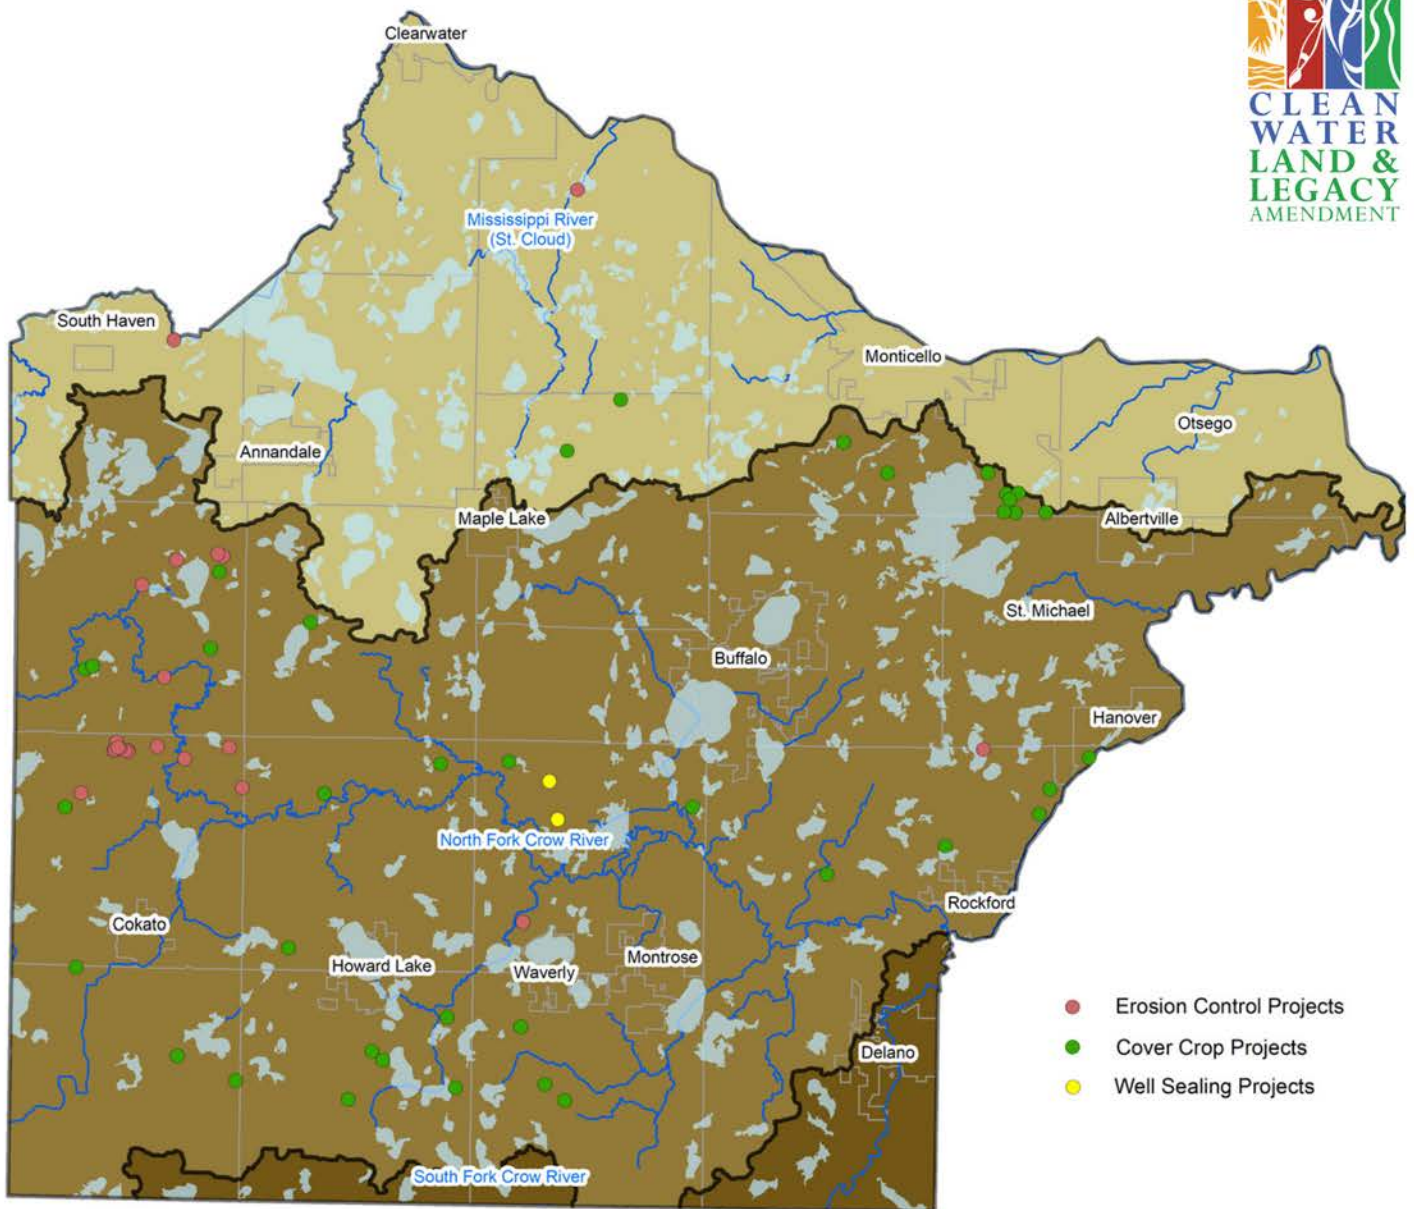 Clearwater
CLEAN
WATER
LAND &
LEGACY
AMENDMENT
Mississippi River
(St. Cloud)
South Haven
Monticello
Otsego
Annandale
Maple Lake
Albertville
St. Michael
Buffalo
Hanover
North Fork Crow River
Rockford
Cokato
Howard Lake
Waverly
Montrose
Delano
South Fork Crow River
Erosion Control Projects
Cover Crop Projects
Well Sealing Projects